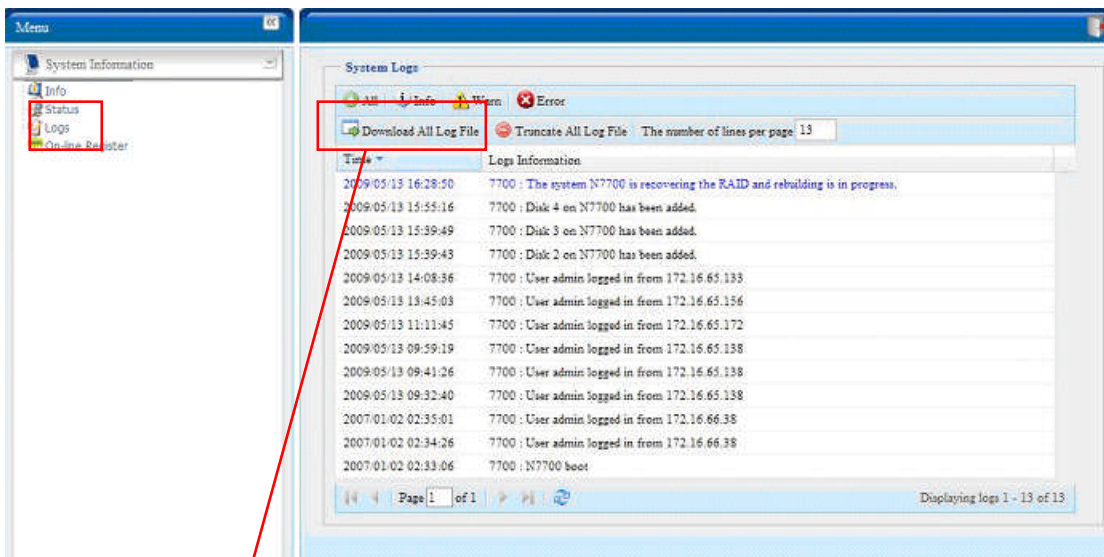 Menu
System Information
Info
Status
Logs
On-line Register
System Logs
All Info Warn Error
Download All Log File Truncate All Log File The number of lines per page 13
Time Logs Information
2009/05/13 16:28:50 7700 : The system N7700 is recovering the RAID and rebuilding is in progress.
2009/05/13 15:55:16 7700 : Disk 4 on N7700 has been added.
2009/05/13 15:39:49 7700 : Disk 3 on N7700 has been added.
2009/05/13 15:39:43 7700 : Disk 2 on N7700 has been added.
2009/05/13 14:08:36 7700 : User admin logged in from 172.16.65.133
2009/05/13 13:45:03 7700 : User admin logged in from 172.16.65.156
2009/05/13 11:11:45 7700 : User admin logged in from 172.16.65.172
2009/05/13 09:59:19 7700 : User admin logged in from 172.16.65.138
2009/05/13 09:41:26 7700 : User admin logged in from 172.16.65.138
2009/05/13 09:32:40 7700 : User admin logged in from 172.16.65.138
2007/01/02 02:35:01 7700 : User admin logged in from 172.16.66.38
2007/01/02 02:34:26 7700 : User admin logged in from 172.16.66.38
2007/01/02 02:33:06 7700 : N7700 boot
Page 1 of 1 Displaying logs 1 - 13 of 13